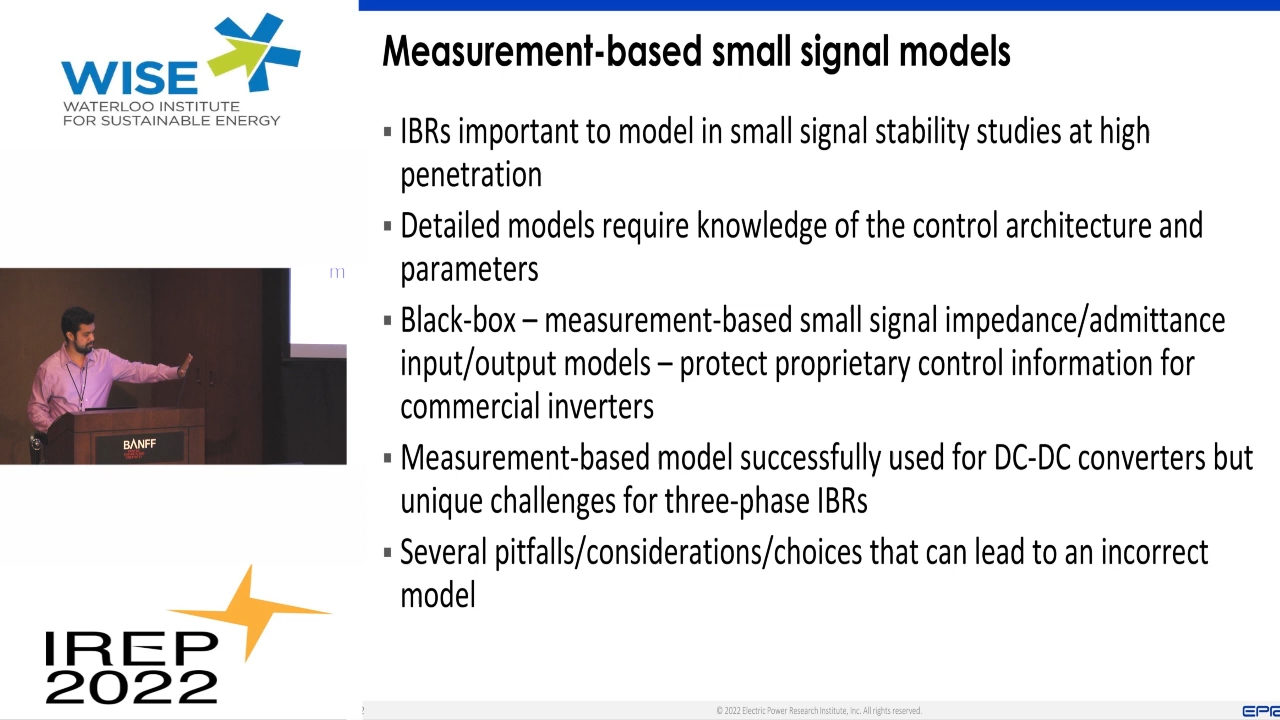 WISE
WATERLOO INSTITUTE
FOR SUSTAINABLE ENERGY
Measurement-based small signal models
▪ IBRs important to model in small signal stability studies at high
penetration
▪ Detailed models require knowledge of the control architecture and
parameters
▪ Black-box – measurement-based small signal impedance/admittance
input/output models – protect proprietary control information for
commercial inverters
▪ Measurement-based model successfully used for DC-DC converters but
unique challenges for three-phase IBRs
▪ Several pitfalls/considerations/choices that can lead to an incorrect
model
m
BANFF
IREP
2022
2
© 2022 Electric Power Research Institute, Inc. All rights reserved.